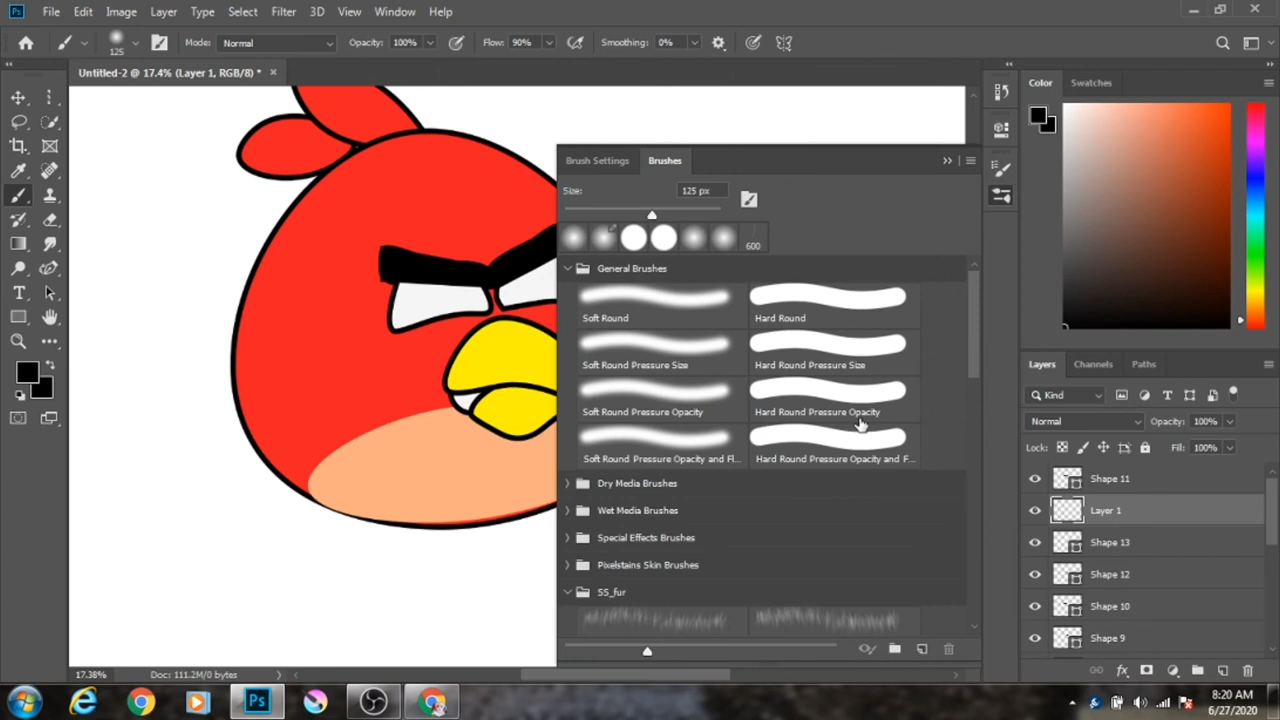 Ps File Edit Image Layer Type Select Filter 3D View Window Help
125 Mode: Normal Opacity: 100% Flow: 90% Smoothing: 0%
Untitled-2 @ 17.4% (Layer 1, RGB/8) *
Color Swatches
Brush Settings Brushes
Size: 125 px
600
General Brushes
Soft Round Hard Round
Soft Round Pressure Size Hard Round Pressure Size
Soft Round Pressure Opacity Hard Round Pressure Opacity
Soft Round Pressure Opacity and Fl... Hard Round Pressure Opacity and F...
Dry Media Brushes
Wet Media Brushes
Special Effects Brushes
Pixelstains Skin Brushes
SS_fur
Layers Channels Paths
Kind
Normal Opacity: 100%
Lock: Fill: 100%
Shape 11
Layer 1
Shape 13
Shape 12
Shape 10
Shape 9
fx
17.38% Doc: 111.2M/0 bytes
Ps
8:20 AM
6/27/2020